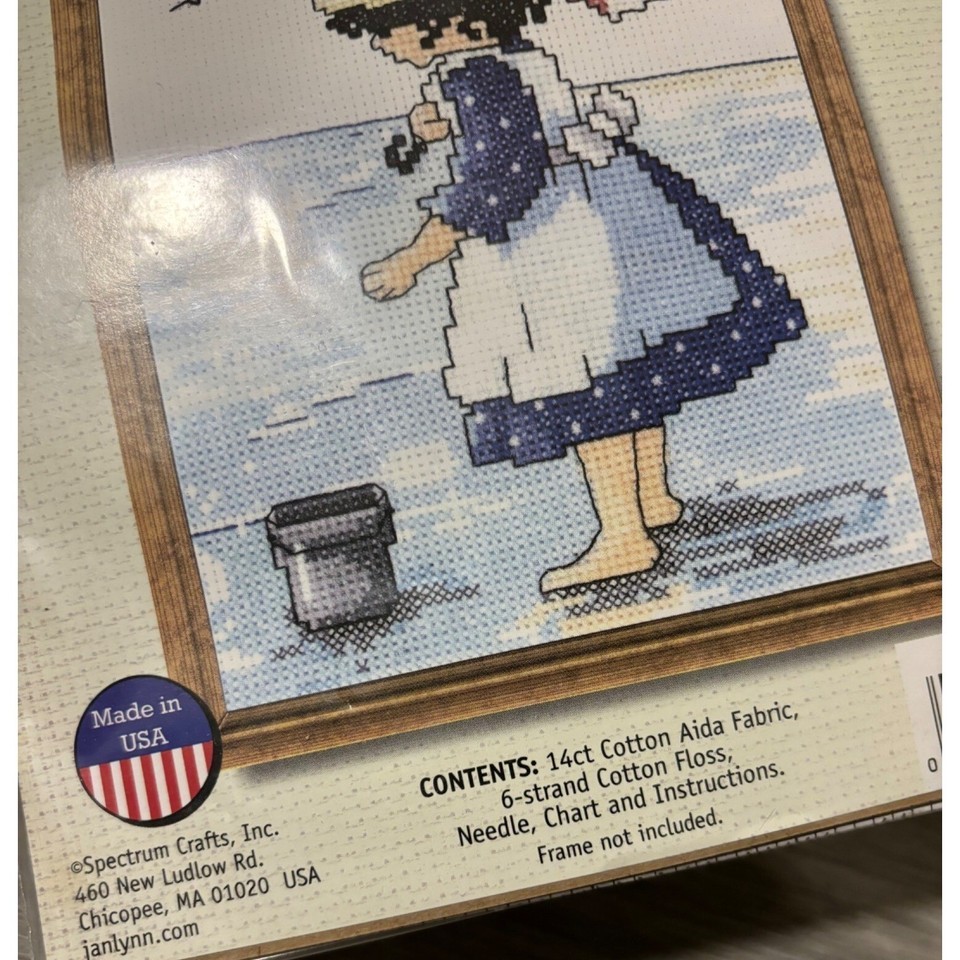 Made in
USA
CONTENTS: 14ct Cotton Aida Fabric,
6-strand Cotton Floss,
Needle, Chart and Instructions.
Frame not included.
©Spectrum Crafts, Inc.
460 New Ludlow Rd.
Chicopee, MA 01020 USA
janlynn.com
0